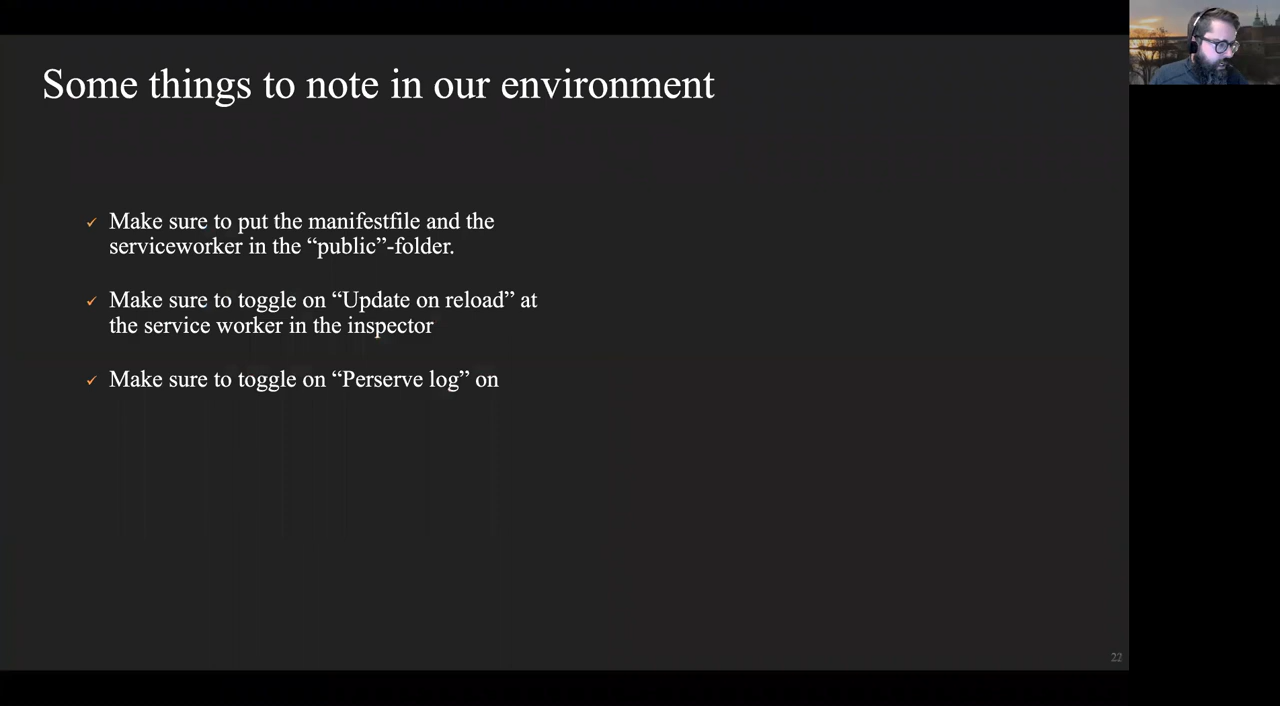 Some things to note in our environment
✓ Make sure to put the manifestfile and the
serviceworker in the “public”-folder.
✓ Make sure to toggle on “Update on reload” at
the service worker in the inspector
✓ Make sure to toggle on “Perserve log” on
22